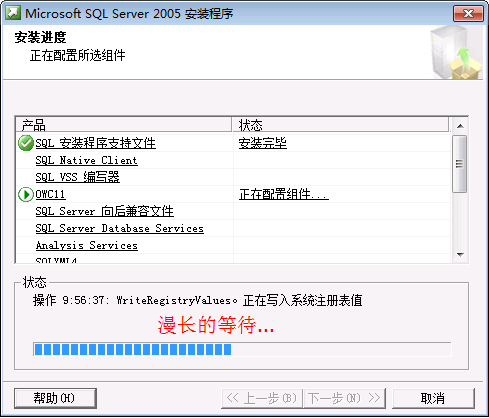 Microsoft SQL Server 2005 安装程序
安装进度
正在配置所选组件
产品 状态
SQL 安装程序支持文件 安装完毕
SQL Native Client
SQL VSS 编写器
OWC11 正在配置组件...
SQL Server 向后兼容文件
SQL Server Database Services
Analysis Services
SQLXML4
状态
操作 9:56:37: WriteRegistryValues。正在写入系统注册表值
漫长的等待...
帮助(H) << 上一步(B) 下一步(N) >> 取消